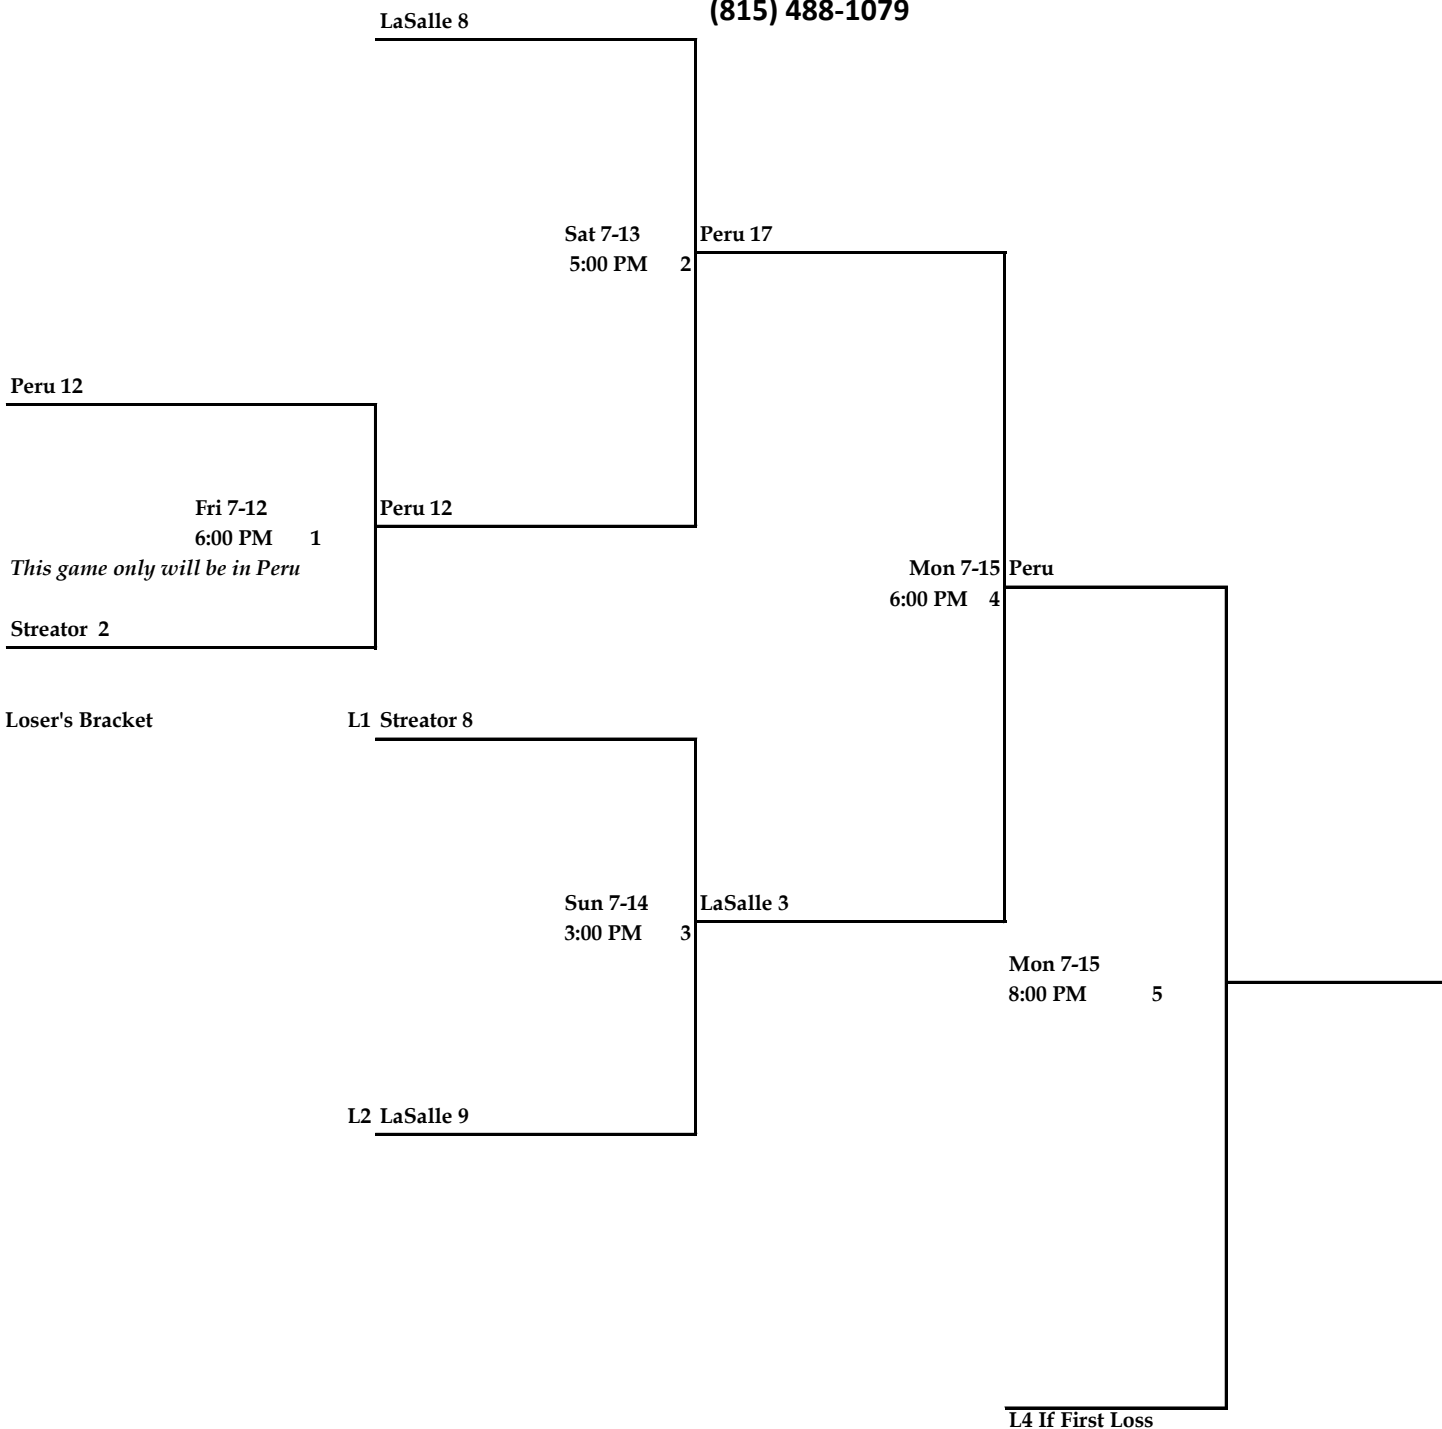 (815) 488-1079
LaSalle 8
Sat 7-13
Peru 17
5:00 PM 2
Peru 12
Fri 7-12
Peru 12
6:00 PM 1
This game only will be in Peru
Mon 7-15 Peru
6:00 PM 4
Streator 2
Loser's Bracket
L1 Streator 8
Sun 7-14
LaSalle 3
3:00 PM 3
Mon 7-15
8:00 PM 5
L2 LaSalle 9
L4 If First Loss